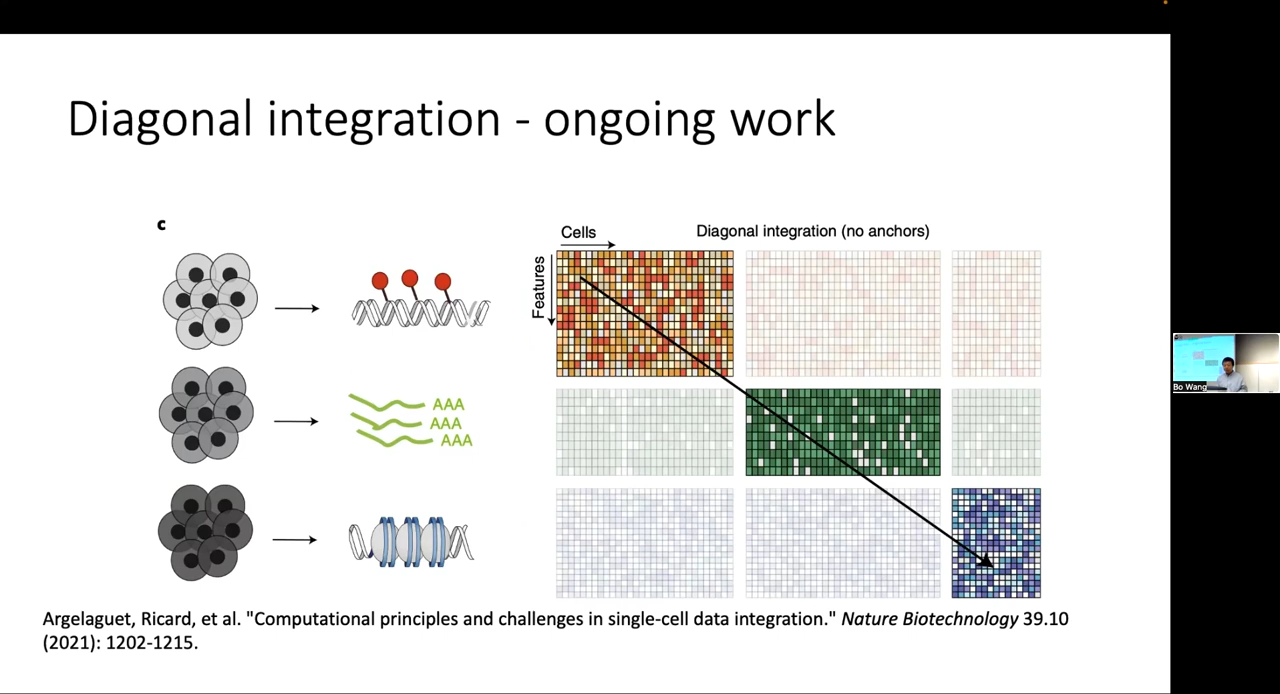 Diagonal integration - ongoing work
c
Cells
Diagonal integration (no anchors)
Features
AAA
AAA
AAA
Bo Wang
Argelaguet, Ricard, et al. "Computational principles and challenges in single-cell data integration." Nature Biotechnology 39.10
(2021): 1202-1215.